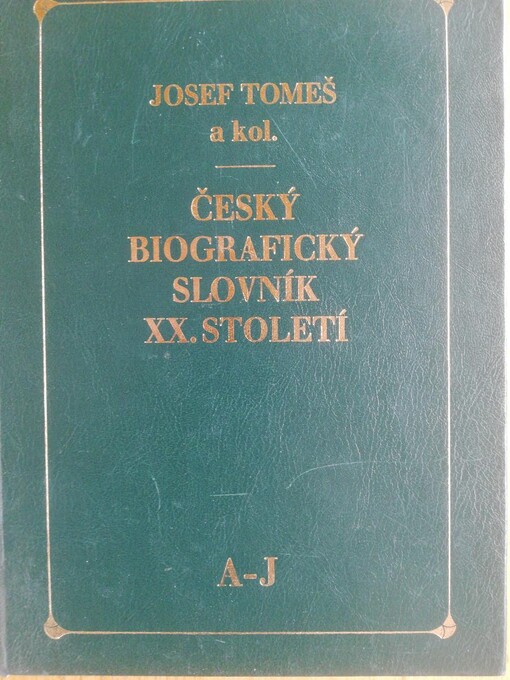 JOSEF TOMEŠ
a kol.
ČESKÝ
BIOGRAFICKÝ
SLOVNÍK
XX. STOLETÍ
A–J